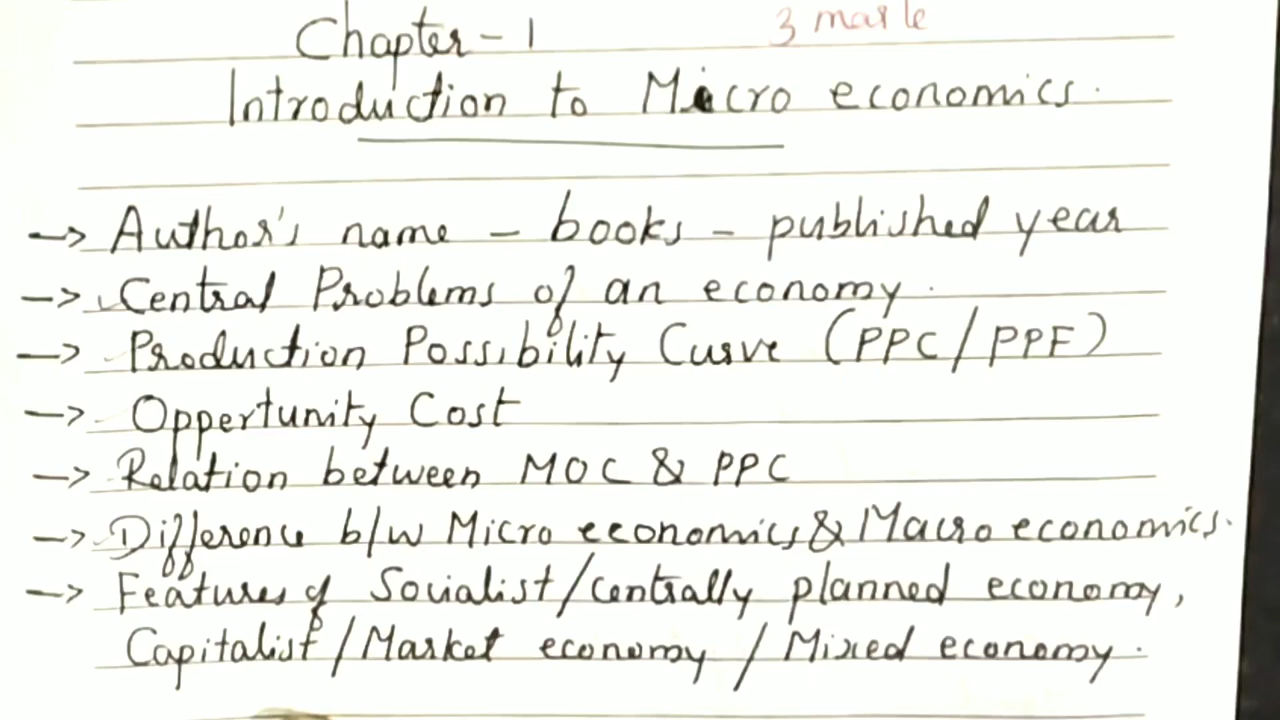 Chapter - 1
3 mark
Introduction to Micro economics.
-> Author's name - books - published year
-> Central Problems of an economy.
-> Production Possibility Curve (PPC/PPF)
-> Oppertunity Cost
-> Relation between MOC & PPC
-> Difference b/w Micro economics & Macro economics.
-> Features of Socialist/centrally planned economy,
Capitalist/Market economy / Mixed economy.